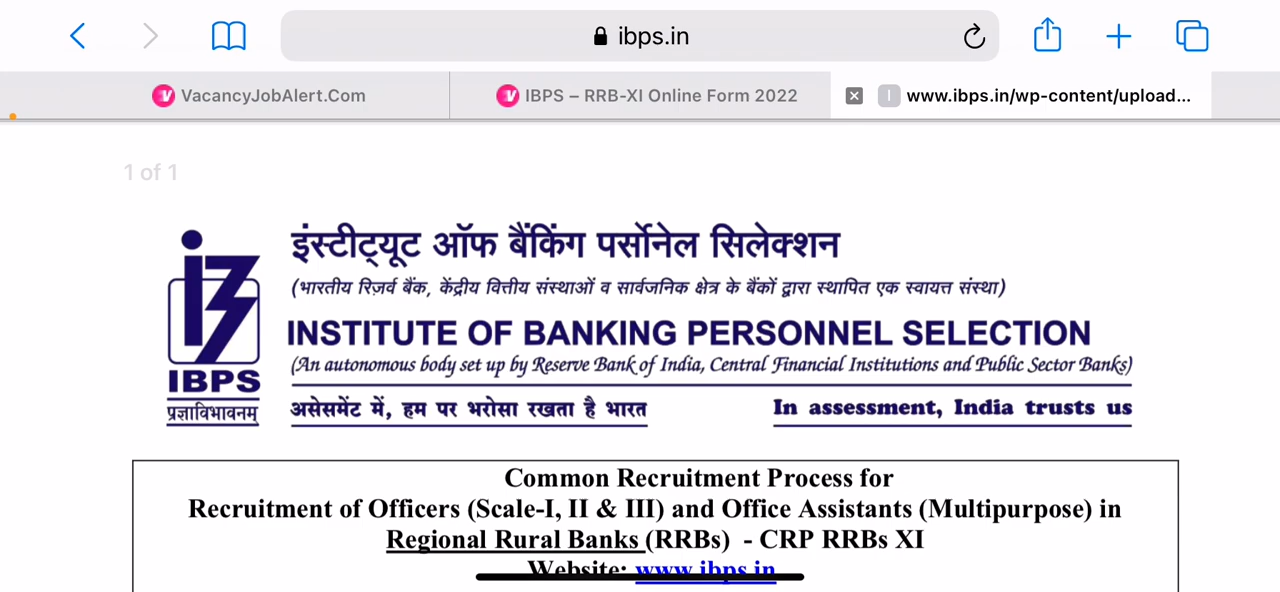 ibps.in
VacancyJobAlert.Com
IBPS – RRB-XI Online Form 2022
www.ibps.in/wp-content/upload...
1 of 1
इंस्टीट्यूट ऑफ बैंकिंग पर्सोनेल सिलेक्शन
(भारतीय रिज़र्व बैंक, केंद्रीय वित्तीय संस्थाओं व सार्वजनिक क्षेत्र के बैंकों द्वारा स्थापित एक स्वायत्त संस्था)
INSTITUTE OF BANKING PERSONNEL SELECTION
(An autonomous body set up by Reserve Bank of India, Central Financial Institutions and Public Sector Banks)
IBPS
प्रज्ञाविभावनम्
असेसमेंट में, हम पर भरोसा रखता है भारत
In assessment, India trusts us
Common Recruitment Process for
Recruitment of Officers (Scale-I, II & III) and Office Assistants (Multipurpose) in
Regional Rural Banks (RRBs) - CRP RRBs XI
Website: www.ibps.in